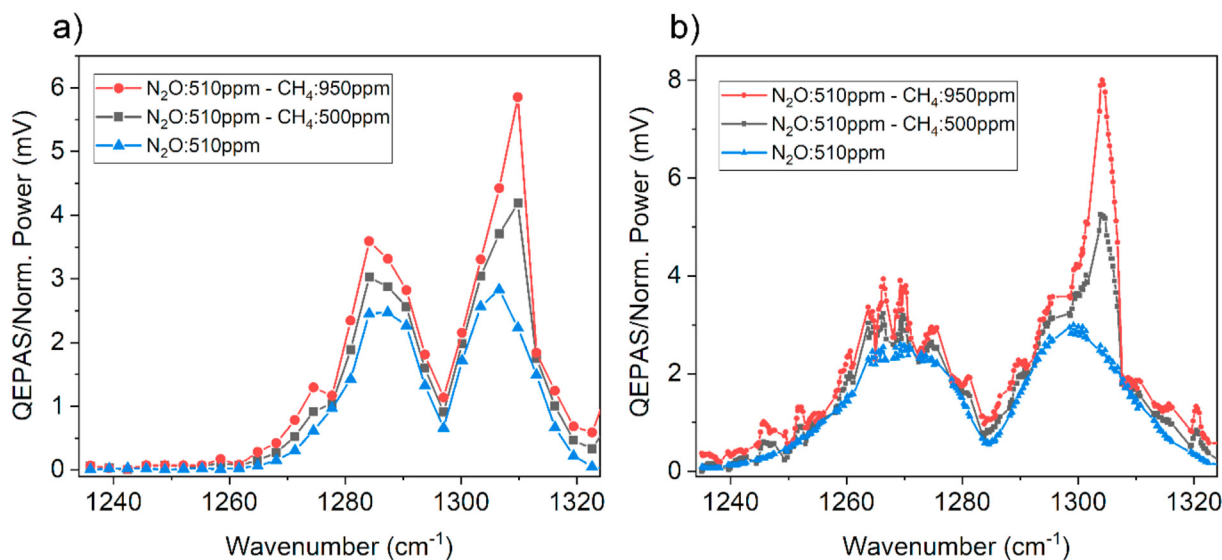 a)
QEPAS/Norm. Power (mV)
6
5
4
3
2
1
0
N₂O:510ppm - CH₄:950ppm
N₂O:510ppm - CH₄:500ppm
N₂O:510ppm
1240 1260 1280 1300 1320
Wavenumber (cm⁻¹)
b)
QEPAS/Norm. Power (mV)
8
6
4
2
0
N₂O:510ppm - CH₄:950ppm
N₂O:510ppm - CH₄:500ppm
N₂O:510ppm
1240 1260 1280 1300 1320
Wavenumber (cm⁻¹)